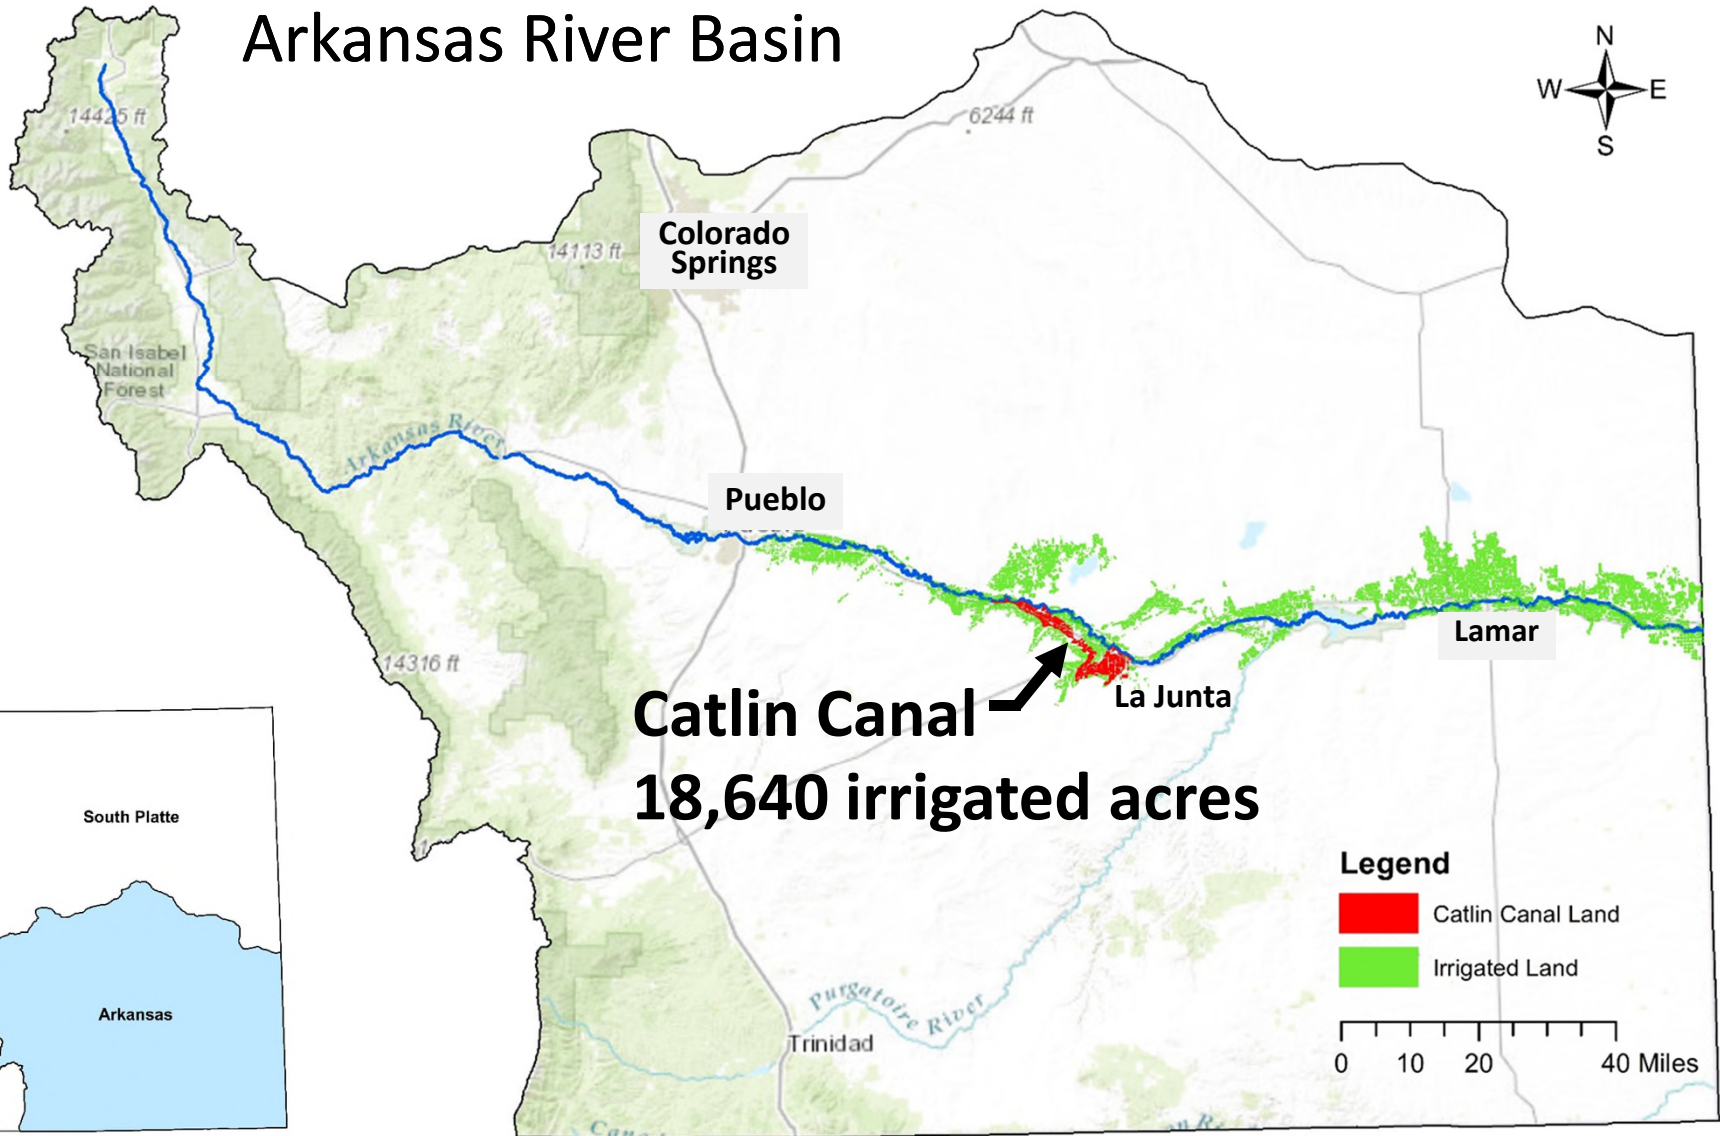 Arkansas River Basin
N
W E
S
14425 ft
6244 ft
Colorado
Springs
14113 ft
San Isabel
National
Forest
Arkansas River
Pueblo
Lamar
14316 ft
La Junta
Catlin Canal
18,640 irrigated acres
South Platte
Arkansas
Legend
Catlin Canal Land
Irrigated Land
0 10 20 40 Miles
Purgatoire River
Trinidad